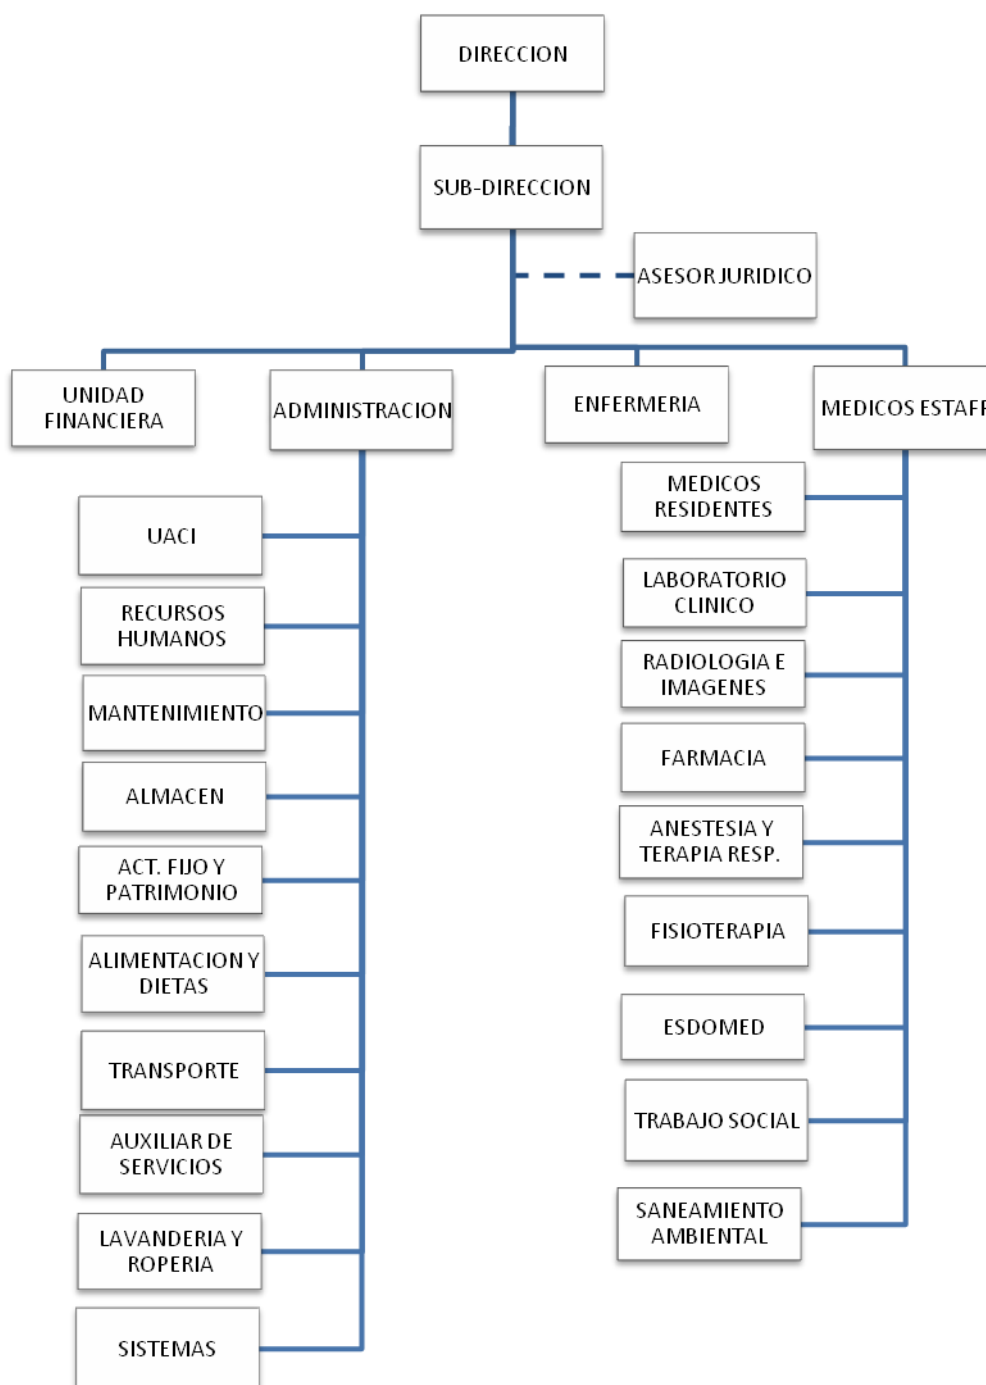 DIRECCION
SUB-DIRECCION
ASESOR JURIDICO
UNIDAD
FINANCIERA
ADMINISTRACION
ENFERMERIA
MEDICOS ESTAFF
UACI
RECURSOS
HUMANOS
MANTENIMIENTO
ALMACEN
ACT. FIJO Y
PATRIMONIO
ALIMENTACION Y
DIETAS
TRANSPORTE
AUXILIAR DE
SERVICIOS
LAVANDERIA Y
ROPERIA
SISTEMAS
MEDICOS
RESIDENTES
LABORATORIO
CLINICO
RADIOLOGIA E
IMAGENES
FARMACIA
ANESTESIA Y
TERAPIA RESP.
FISIOTERAPIA
ESDOMED
TRABAJO SOCIAL
SANEAMIENTO
AMBIENTAL